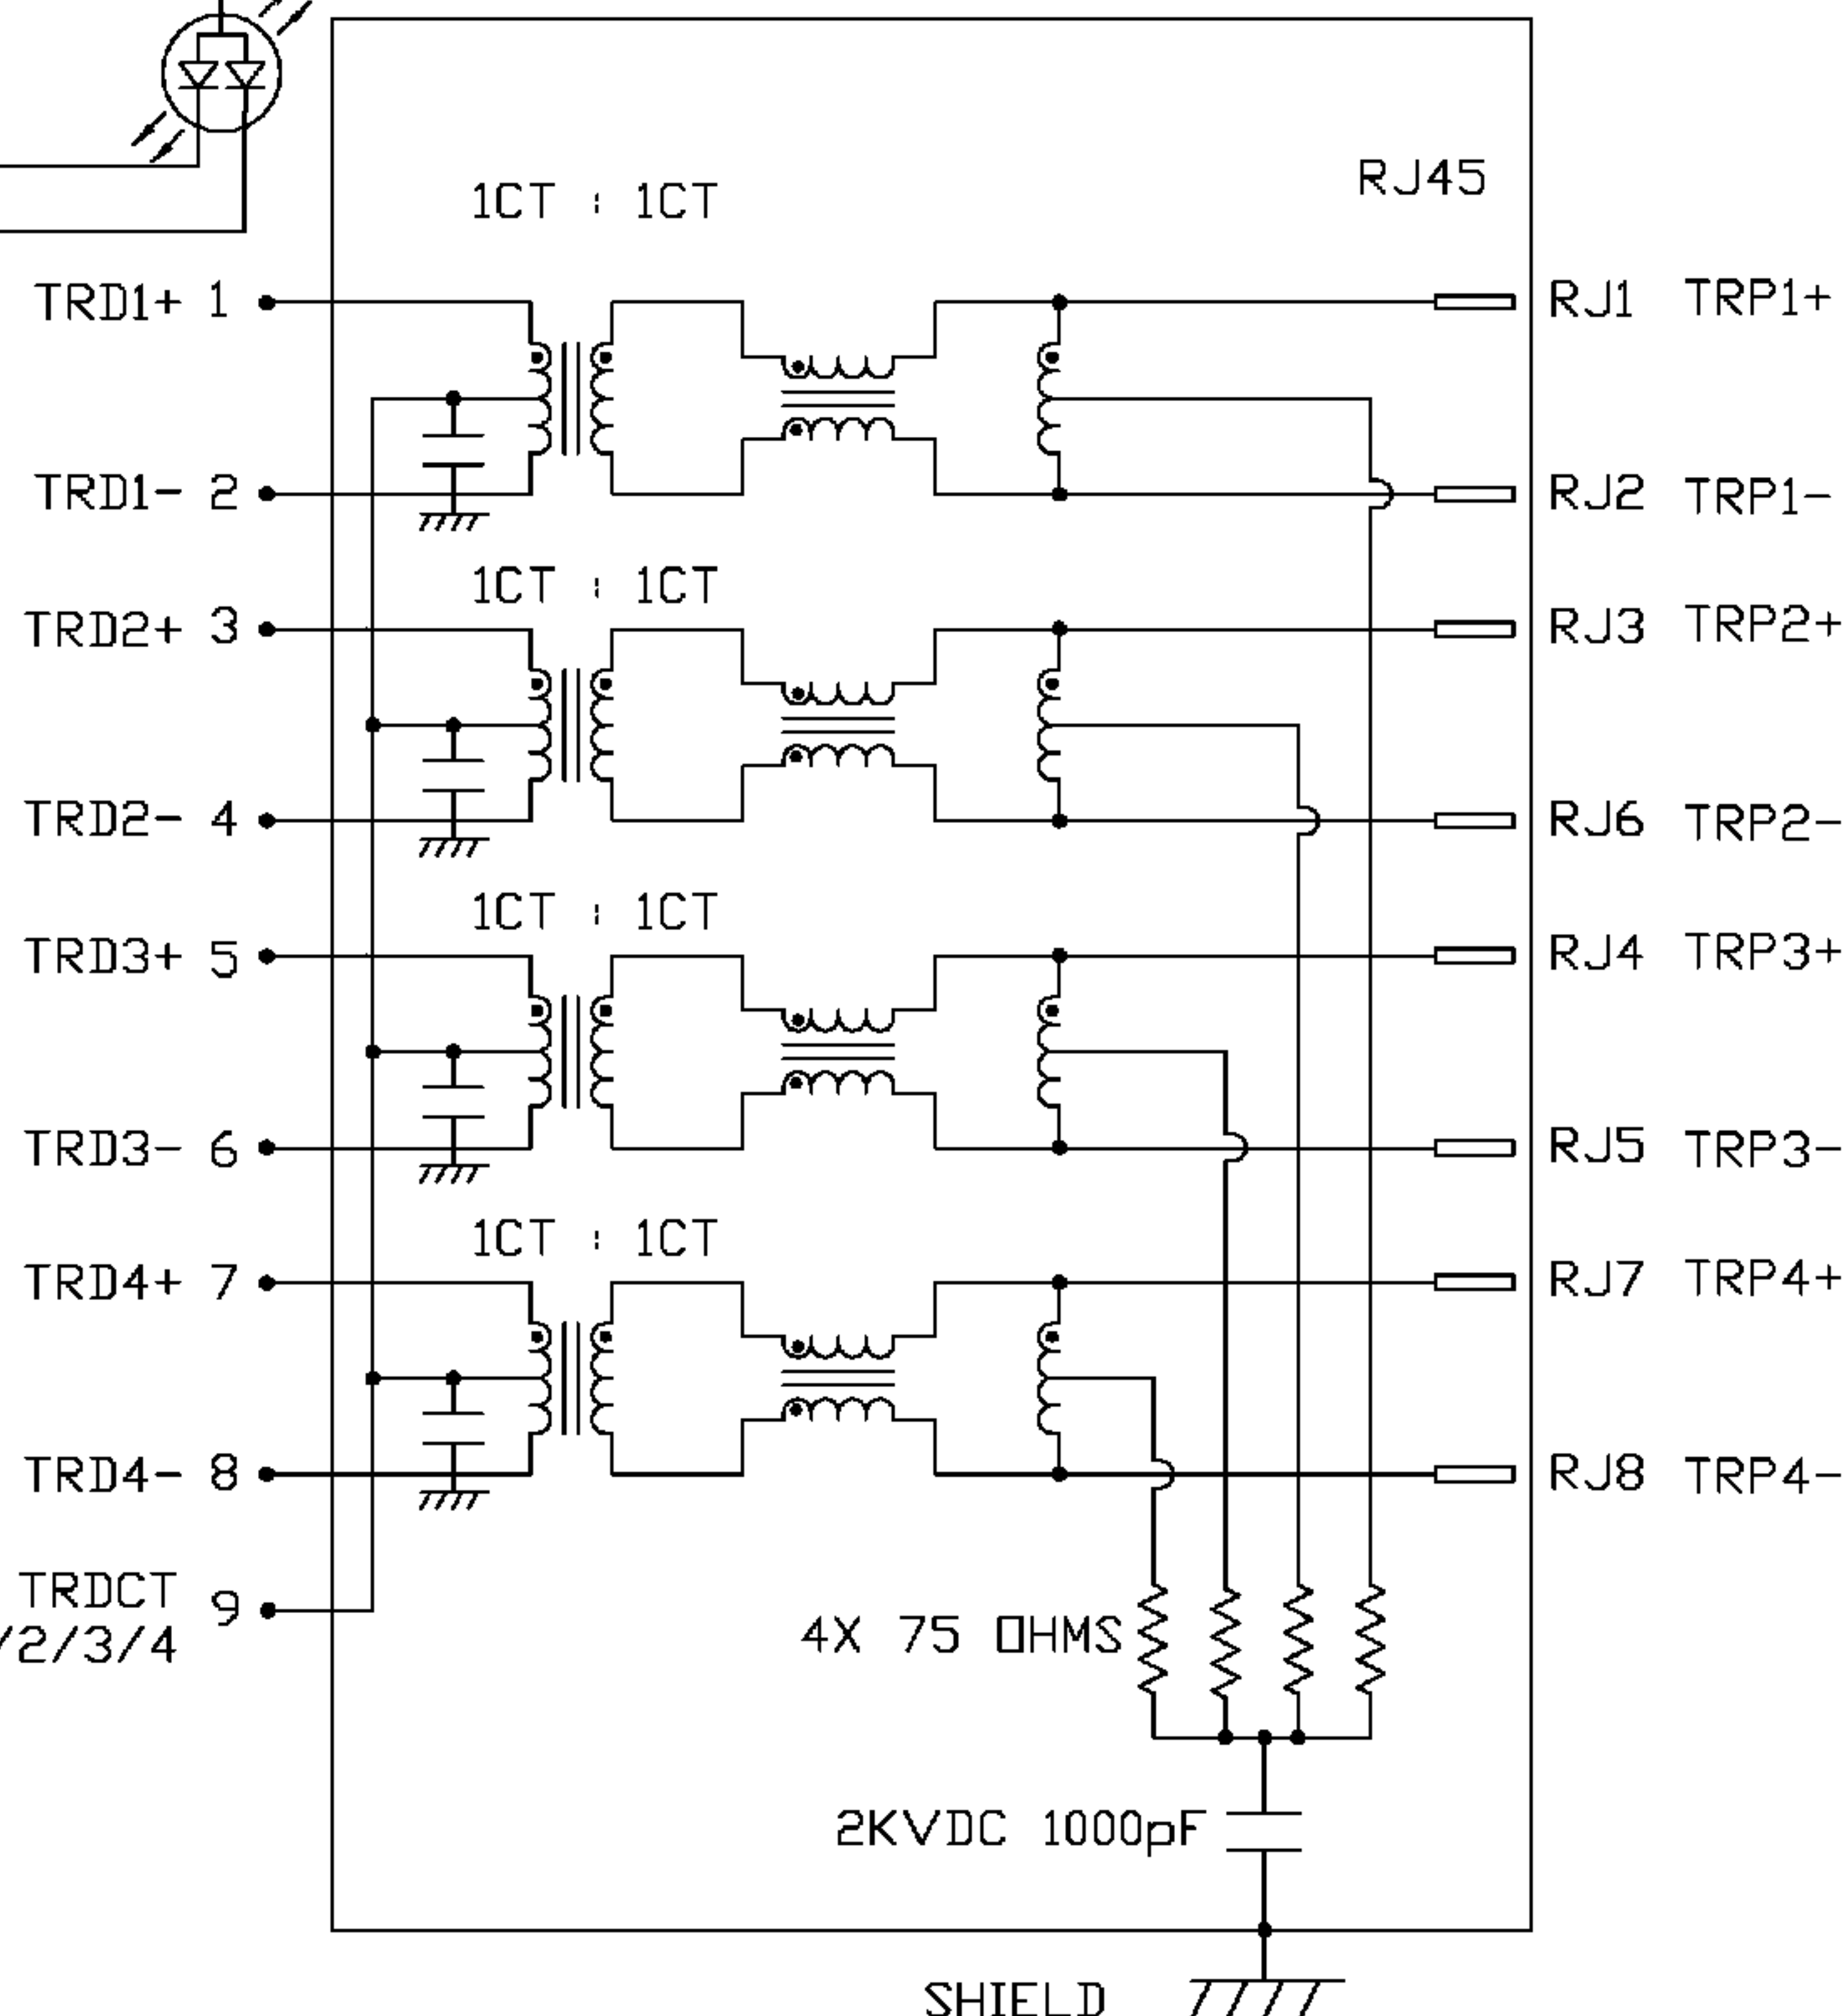 RJ45
1CT : 1CT
TRD1+ 1 RJ1 TRP1+
TRD1- 2 RJ2 TRP1-
1CT : 1CT
TRD2+ 3 RJ3 TRP2+
TRD2- 4 RJ6 TRP2-
1CT : 1CT
TRD3+ 5 RJ4 TRP3+
TRD3- 6 RJ5 TRP3-
1CT : 1CT
TRD4+ 7 RJ7 TRP4+
TRD4- 8 RJ8 TRP4-
TRDCT 9
/2/3/4
4X 75 OHMS
2KVDC 1000pF
SHIELD